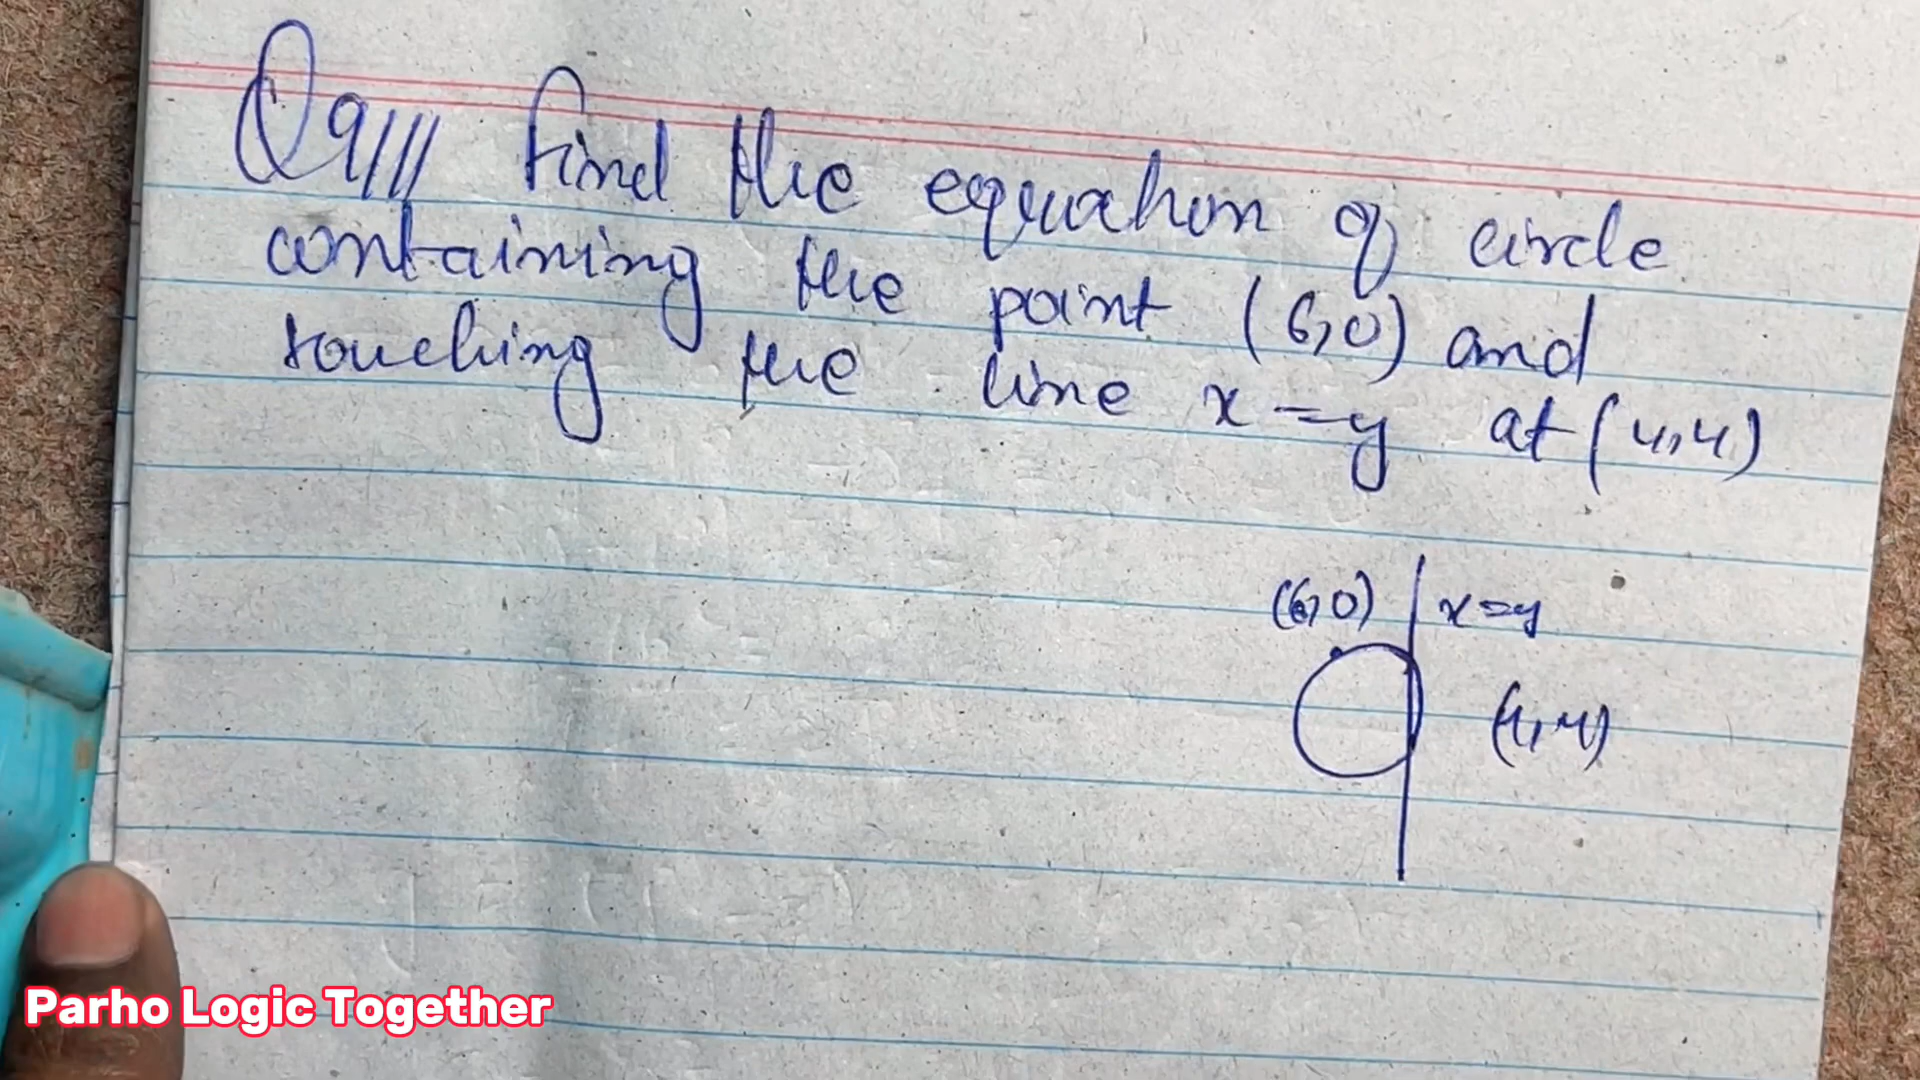 Q9//// Find the equation of circle
containing the point (6,0) and
touching the line x=y at (4,4)
(6,0) x=y
(4,4)
Parho Logic Together